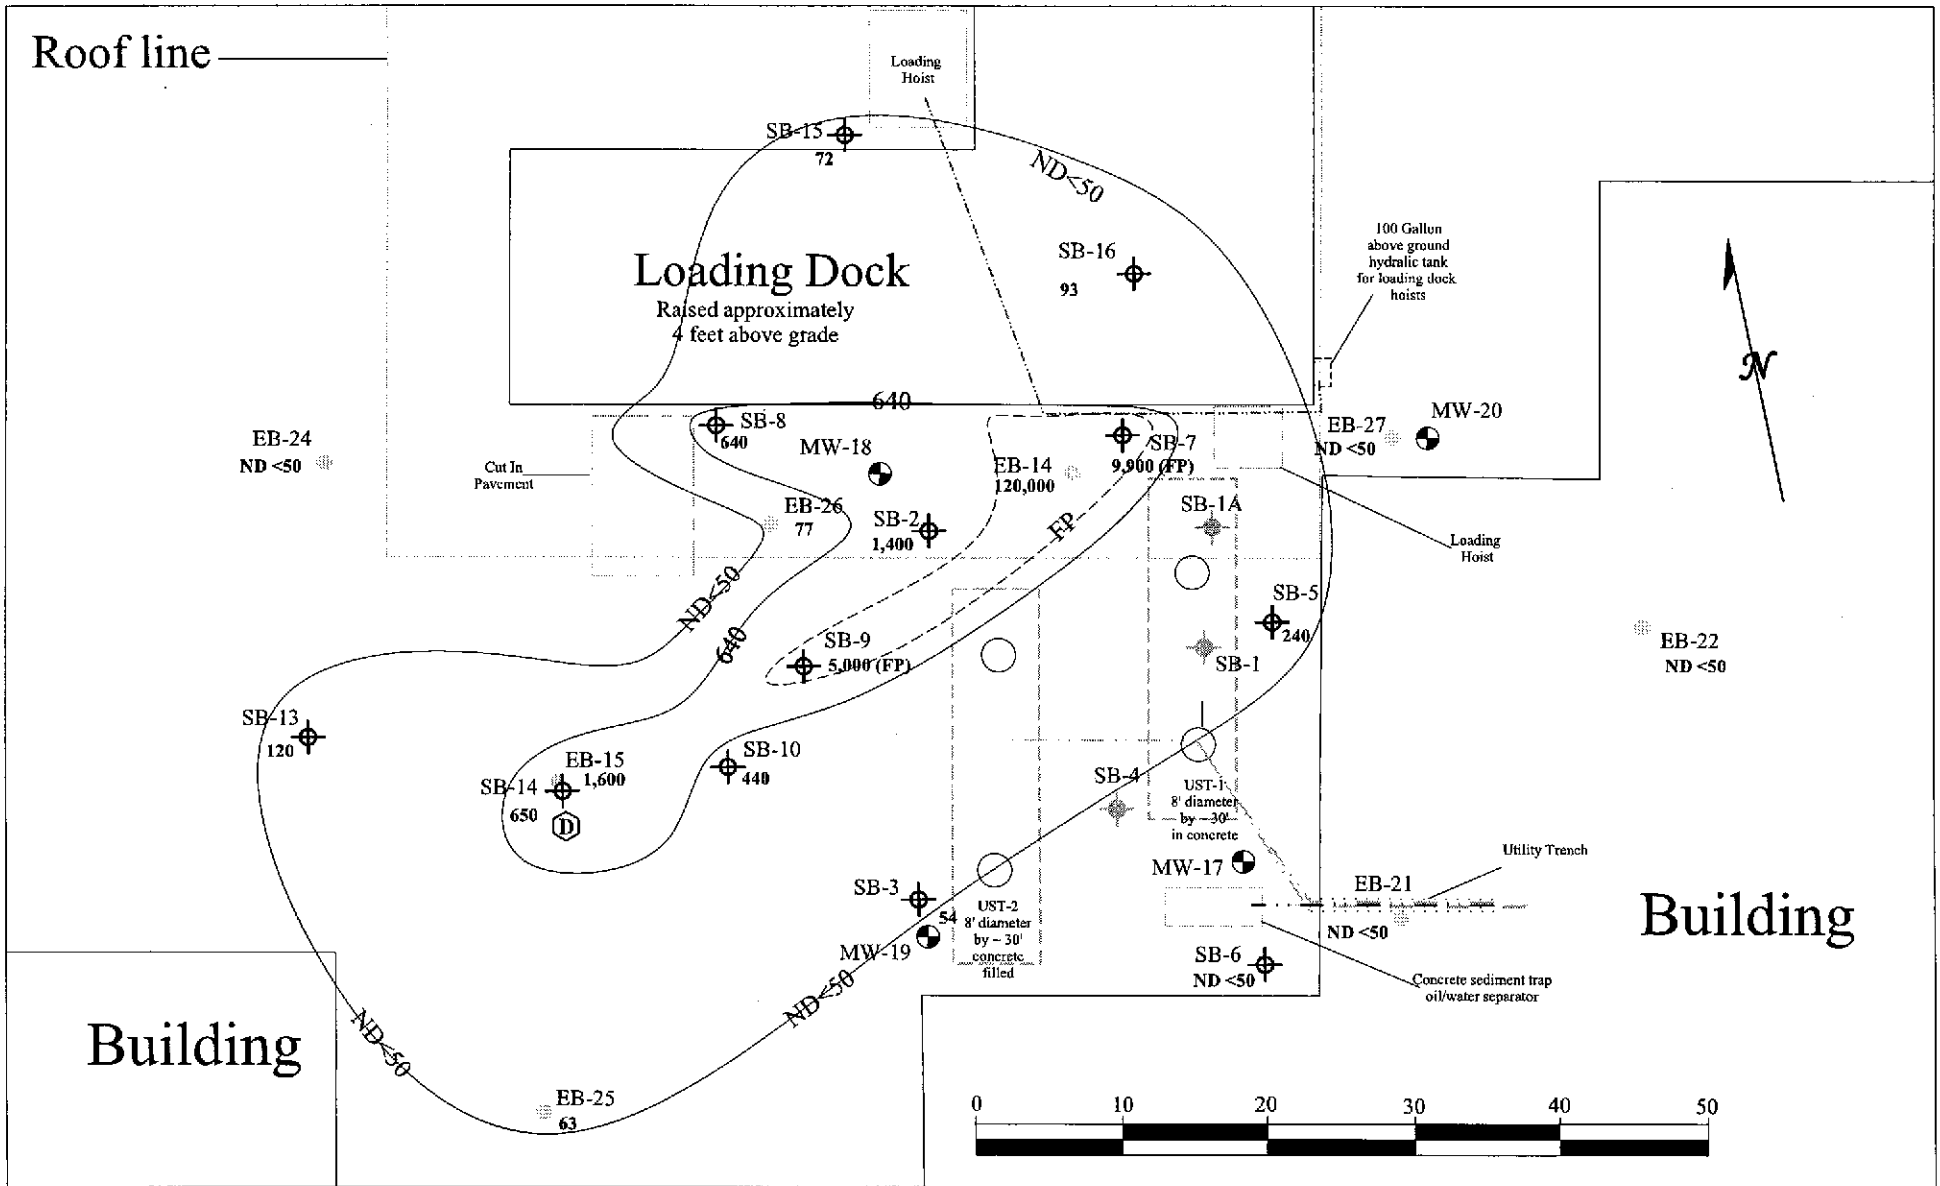 Roof line
Loading
Hoist
SB-15
72
ND<50
SB-16
93
100 Gallun
above ground
hydralic tank
for loading dock
hoists
Loading Dock
Raised approximately
4 feet above grade
N
640
SB-8
640
MW-18
EB-24
ND <50
Cut In
Pavement
EB-14
120,000
SB-7
9,900 (FP)
EB-27
ND <50
MW-20
EB-26
77
SB-2
1,400
FP
SB-1A
Loading
Hoist
ND<50
640
SB-9
5,000 (FP)
SB-5
240
SB-1
EB-22
ND <50
SB-13
120
EB-15
1,600
SB-14
650
D
SB-10
440
SB-4
UST-1
8' diameter
by ~30'
in concrete
MW-17
Utility Trench
EB-21
ND <50
SB-3
54
MW-19
UST-2
8' diameter
by ~ 30'
concrete
filled
SB-6
ND <50
Concrete sediment trap
oil/water separator
Building
Building
ND<50
ND<50
EB-25
63
0 10 20 30 40 50